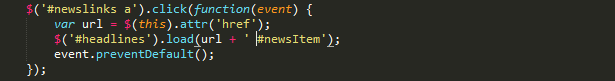 $('#newslinks a').click(function(event) {
var url = $(this).attr('href');
$('#headlines').load(url + ' #newsItem');
event.preventDefault();
});